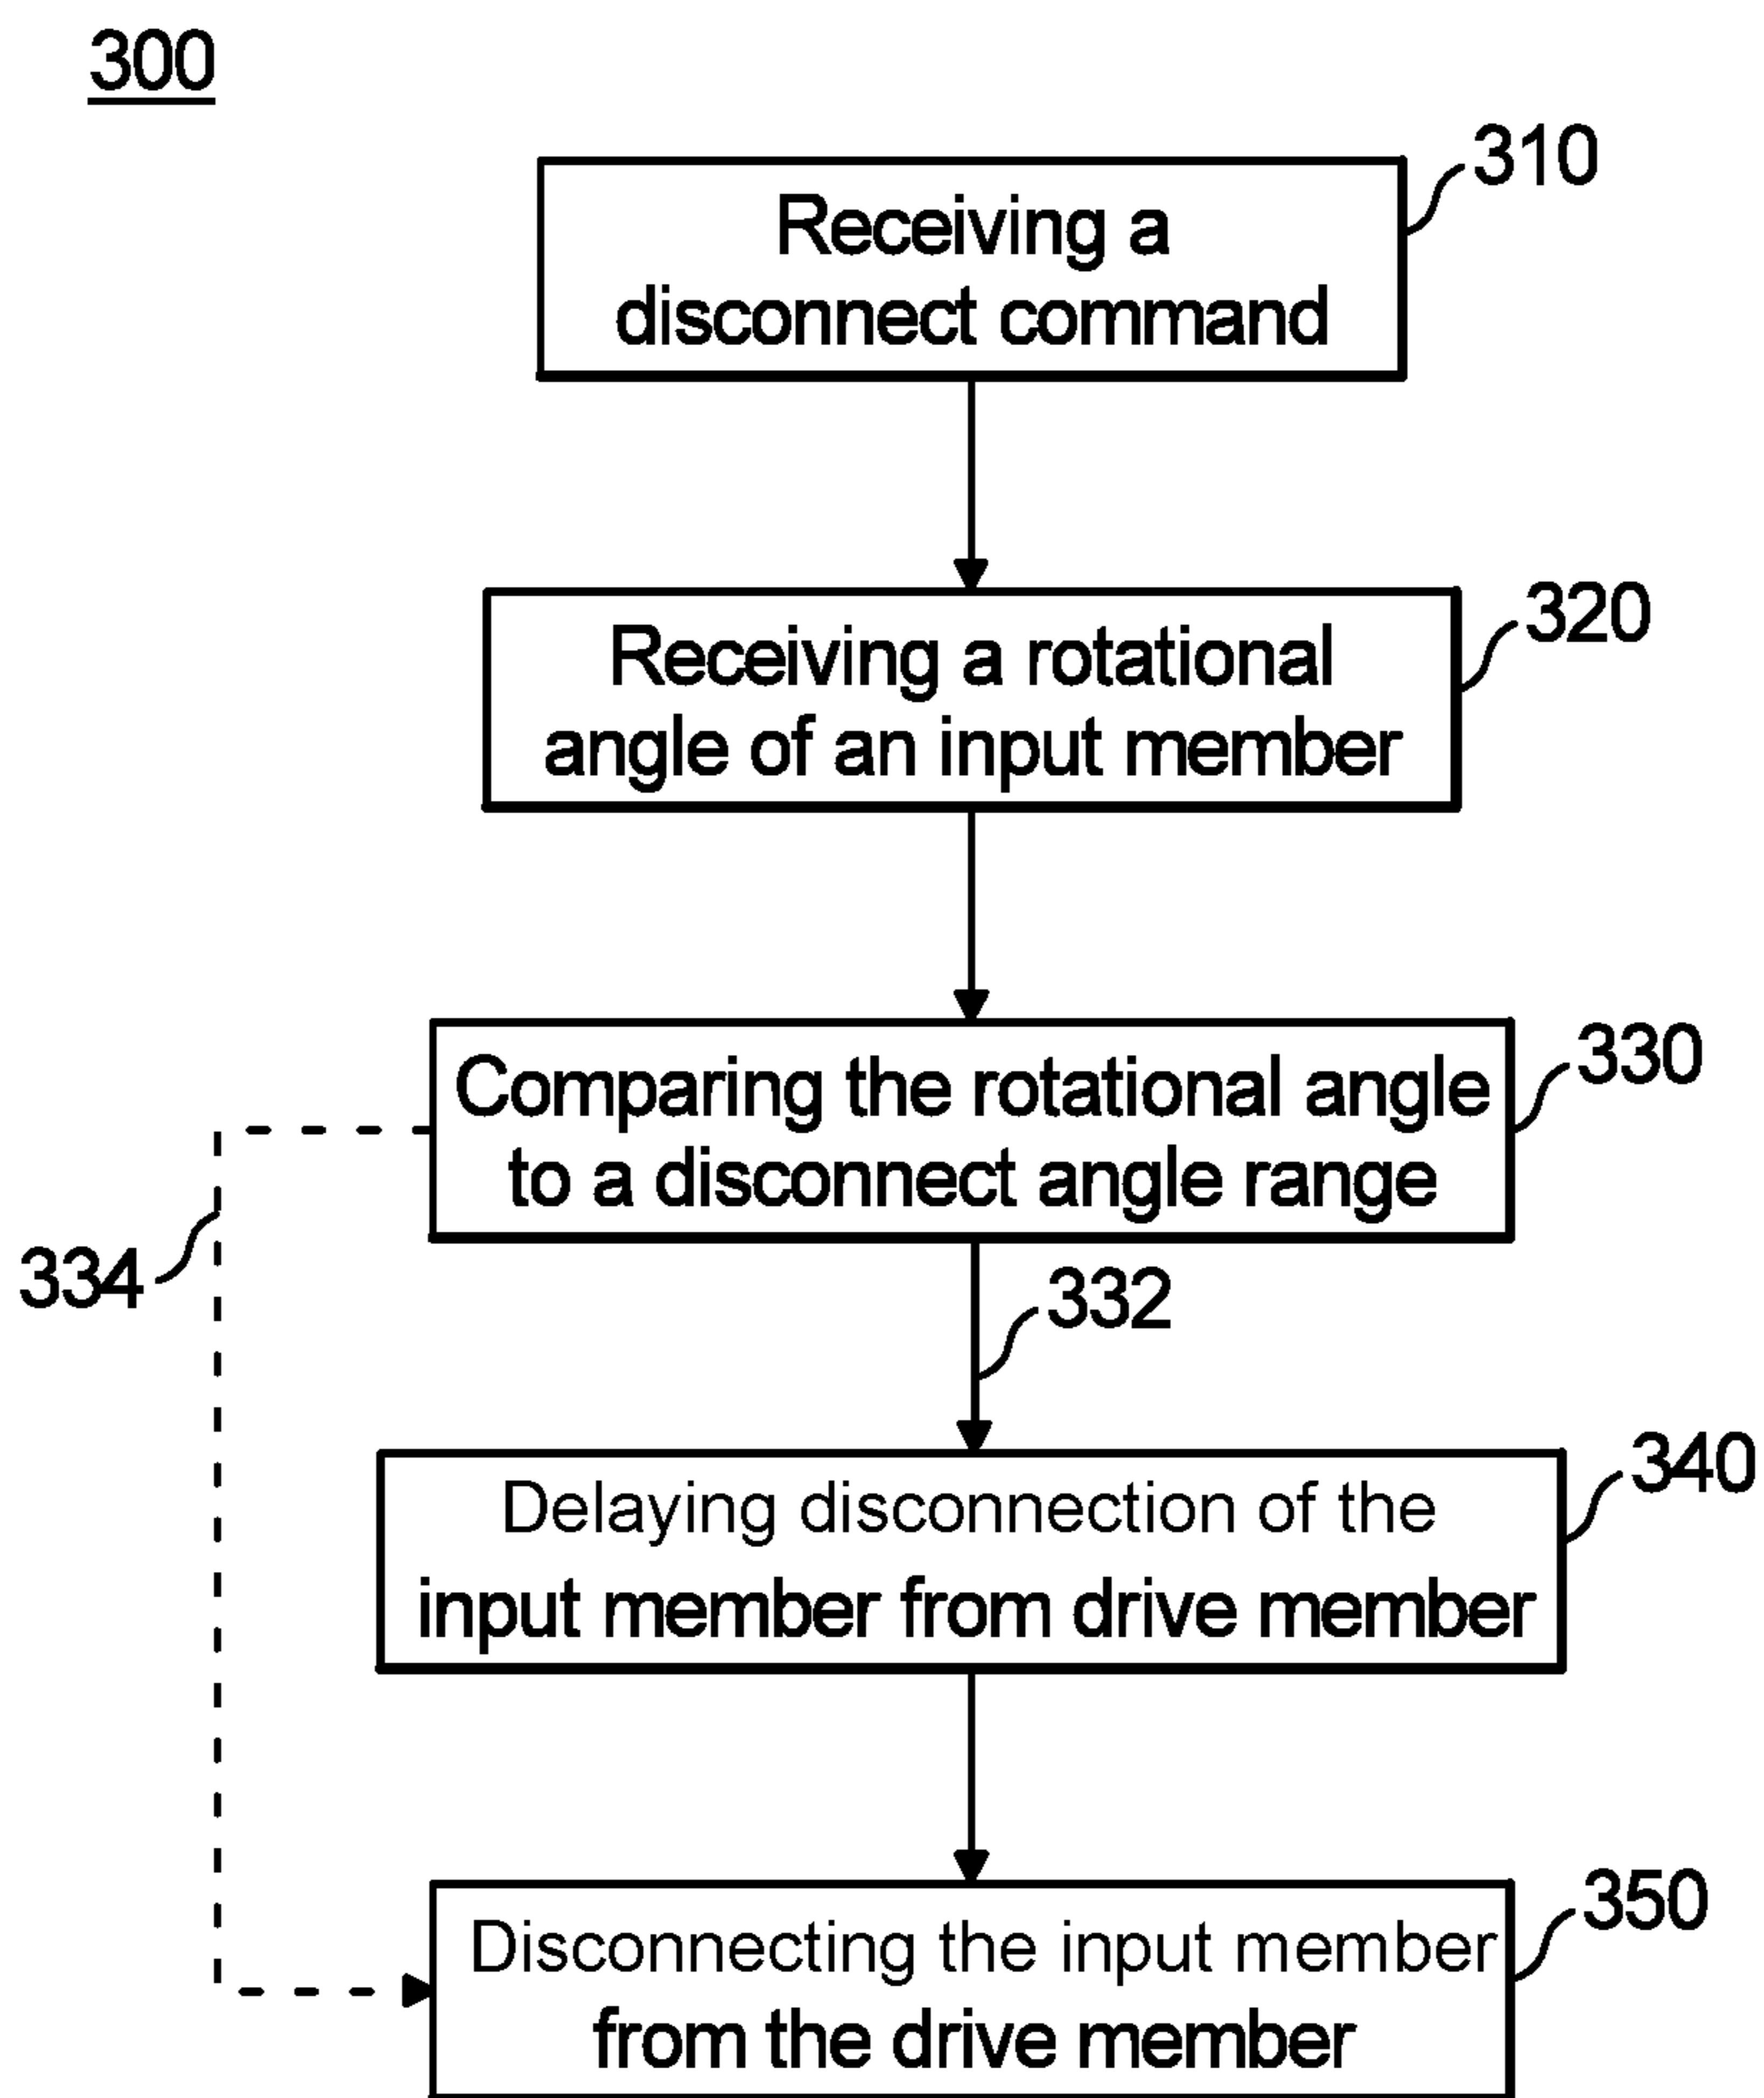 300
310
Receiving a
disconnect command
320
Receiving a rotational
angle of an input member
330
Comparing the rotational angle
to a disconnect angle range
334
332
340
Delaying disconnection of the
input member from drive member
350
Disconnecting the input member
from the drive member